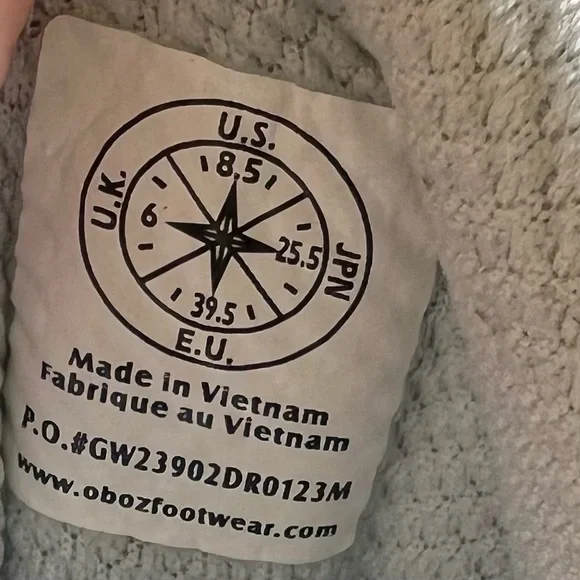 U.S.
8.5
U.K.
6
25.5
JPN
39.5
E.U.
Made in Vietnam
Fabrique au Vietnam
P.O.#GW23902DR0123M
www.obozfootwear.com